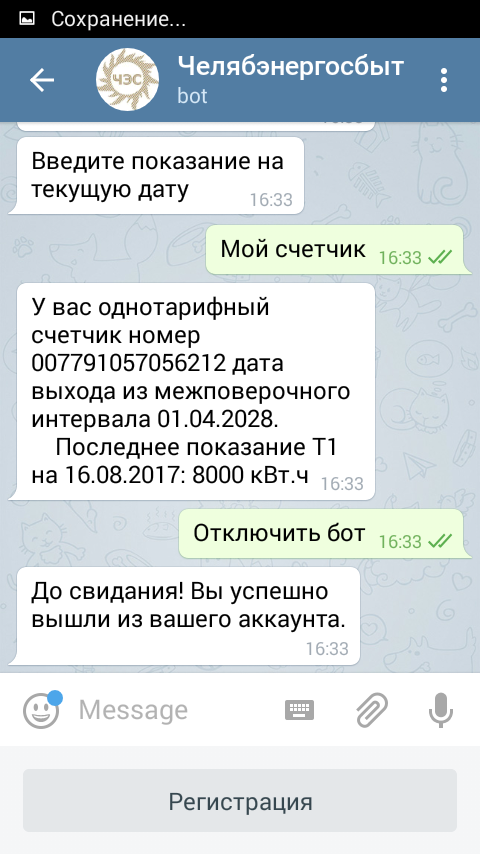 Сохранение...
ЧЭС
Челябэнергосбыт
bot
Введите показание на
текущую дату
16:33
Мой счетчик
16:33
У вас однотарифный
счетчик номер
007791057056212 дата
выхода из межповерочного
интервала 01.04.2028.
Последнее показание Т1
на 16.08.2017: 8000 кВт.ч
16:33
Отключить бот
16:33
До свидания! Вы успешно
вышли из вашего аккаунта.
16:33
Message
Регистрация